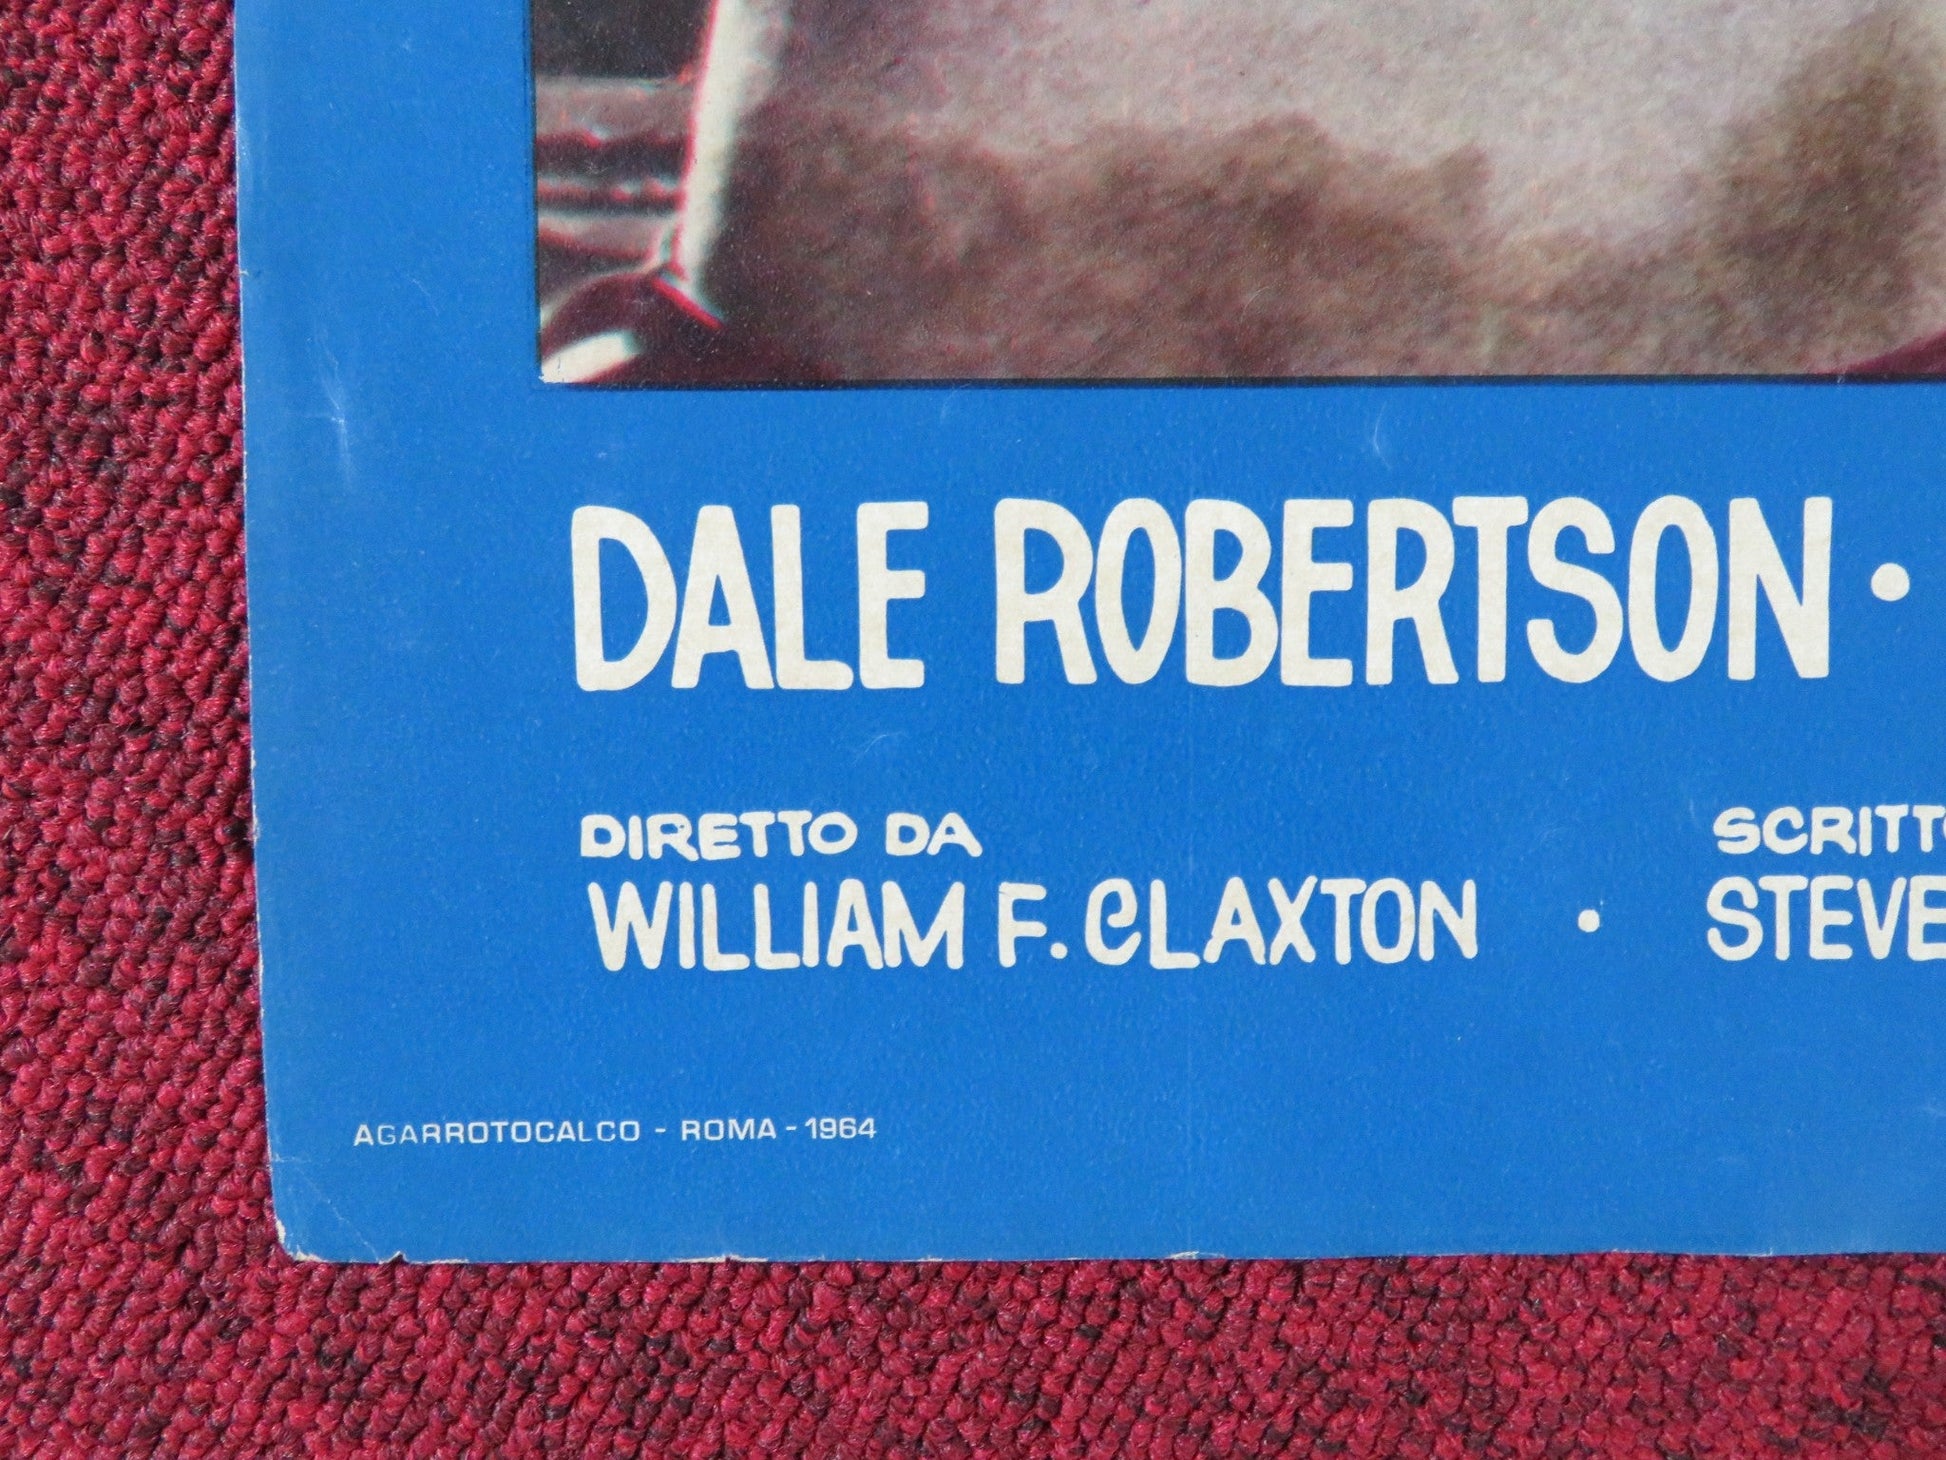 DALE ROBERTSON •
DIRETTO DA
WILLIAM F. CLAXTON •
SCRITTO
STEVE
AGARROTOCALCO - ROMA - 1964